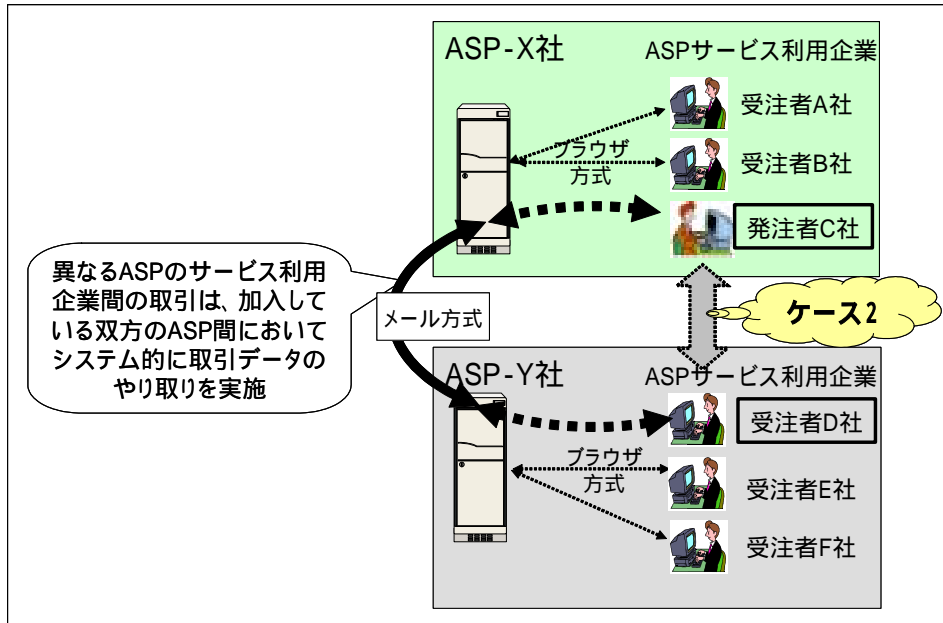 ASP-X社
ASPサービス利用企業
受注者A社
ブラウザ
方式
受注者B社
発注者C社
異なるASPのサービス利用
企業間の取引は、加入して
いる双方のASP間において
システム的に取引データの
やり取りを実施
メール方式
ケース2
ASP-Y社
ASPサービス利用企業
受注者D社
ブラウザ
方式
受注者E社
受注者F社